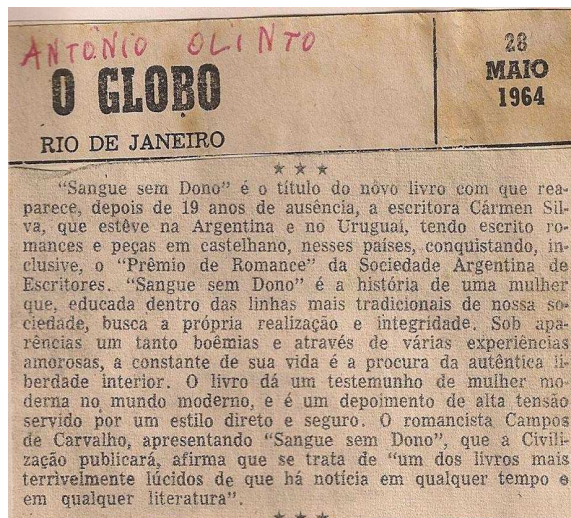 ANTÔNIO OLINTO
O GLOBO
RIO DE JANEIRO
28
MAIO
1964
★ ★ ★
"Sangue sem Dono" é o título do nôvo livro com que rea-
parece, depois de 19 anos de ausência, a escritora Cármen Sil-
va, que estêve na Argentina e no Uruguai, tendo escrito ro-
mances e peças em castelhano, nesses países, conquistando, in-
clusive, o "Prêmio de Romance" da Sociedade Argentina de
Escritores. "Sangue sem Dono" é a história de uma mulher
que, educada dentro das linhas mais tradicionais de nossa so-
ciedade, busca a própria realização e integridade. Sob apa-
rências um tanto boêmias e através de várias experiências
amorosas, a constante de sua vida é a procura da autêntica li-
berdade interior. O livro dá um testemunho de mulher mo-
derna no mundo moderno, e é um depoimento de alta tensão
servido por um estilo direto e seguro. O romancista Campos
de Carvalho, apresentando "Sangue sem Dono", que a Civili-
zação publicará, afirma que se trata de "um dos livros mais
terrìvelmente lúcidos de que há notícia em qualquer tempo e
em qualquer literatura".
★ ★ ★